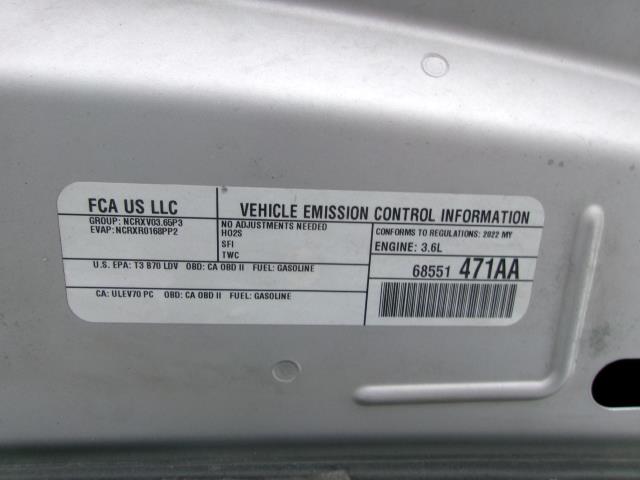 FCA US LLC
GROUP: NCRXV03.65P3
EVAP: NCRXR0168PP2
VEHICLE EMISSION CONTROL INFORMATION
NO ADJUSTMENTS NEEDED
HO2S
SFI
TWC
CONFORMS TO REGULATIONS: 2022 MY
ENGINE: 3.6L
U.S. EPA: T3 B70 LDV OBD: CA OBD II FUEL: GASOLINE
68551 471AA
CA: ULEV70 PC OBD: CA OBD II FUEL: GASOLINE